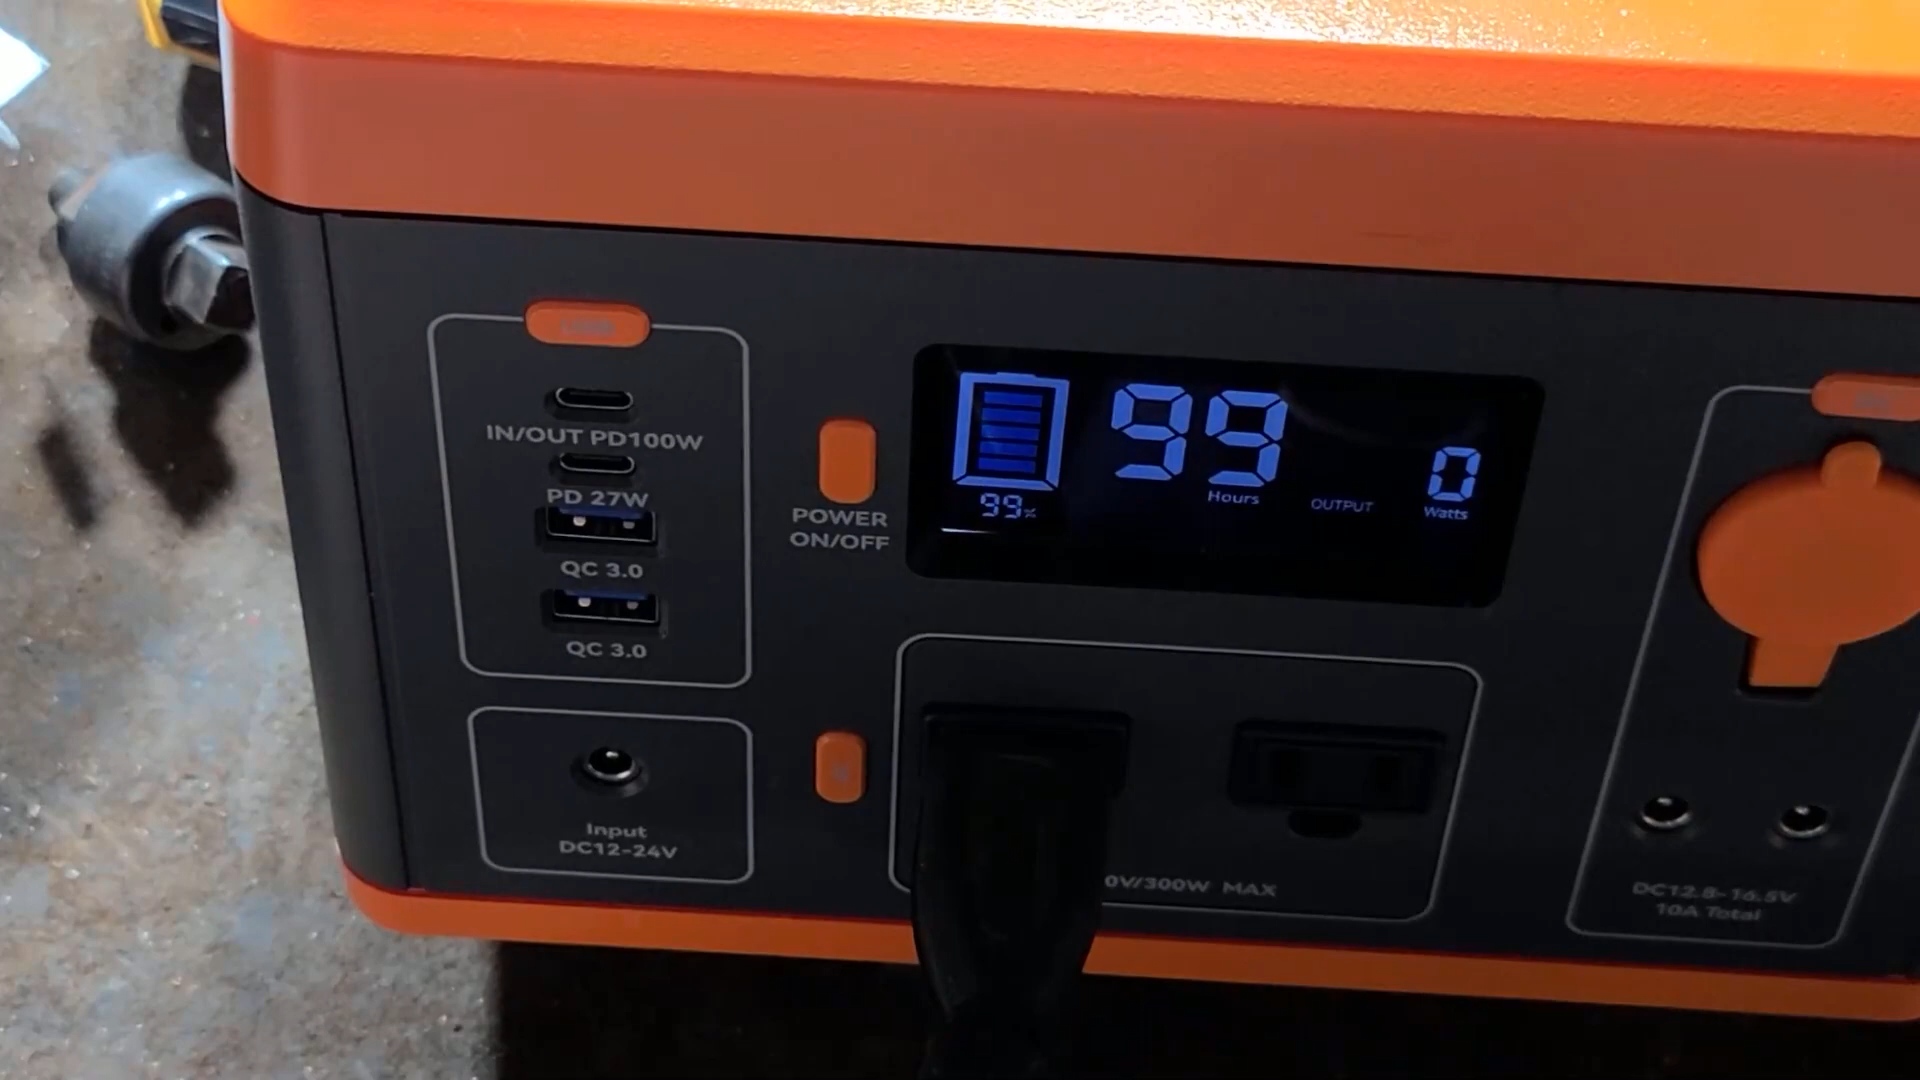 IN/OUT PD100W
PD 27W
QC 3.0
QC 3.0
Input
DC12-24V
POWER
ON/OFF
99%
99
Hours
OUTPUT
0
Watts
0V/300W MAX
DC12.8-16.5V
10A Total